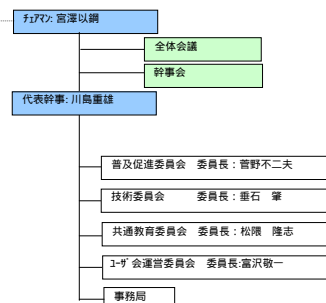 ﾁｪｱﾏﾝ: 宮澤以鋼
全体会議
幹事会
代表幹事: 川島重雄
普及促進委員会　委員長：菅野不二夫
技術委員会　　　委員長：垂石　肇
共通教育委員会　委員長：松隈　隆志
ﾕｰｻﾞ会運営委員会　委員長:富沢敬一
事務局